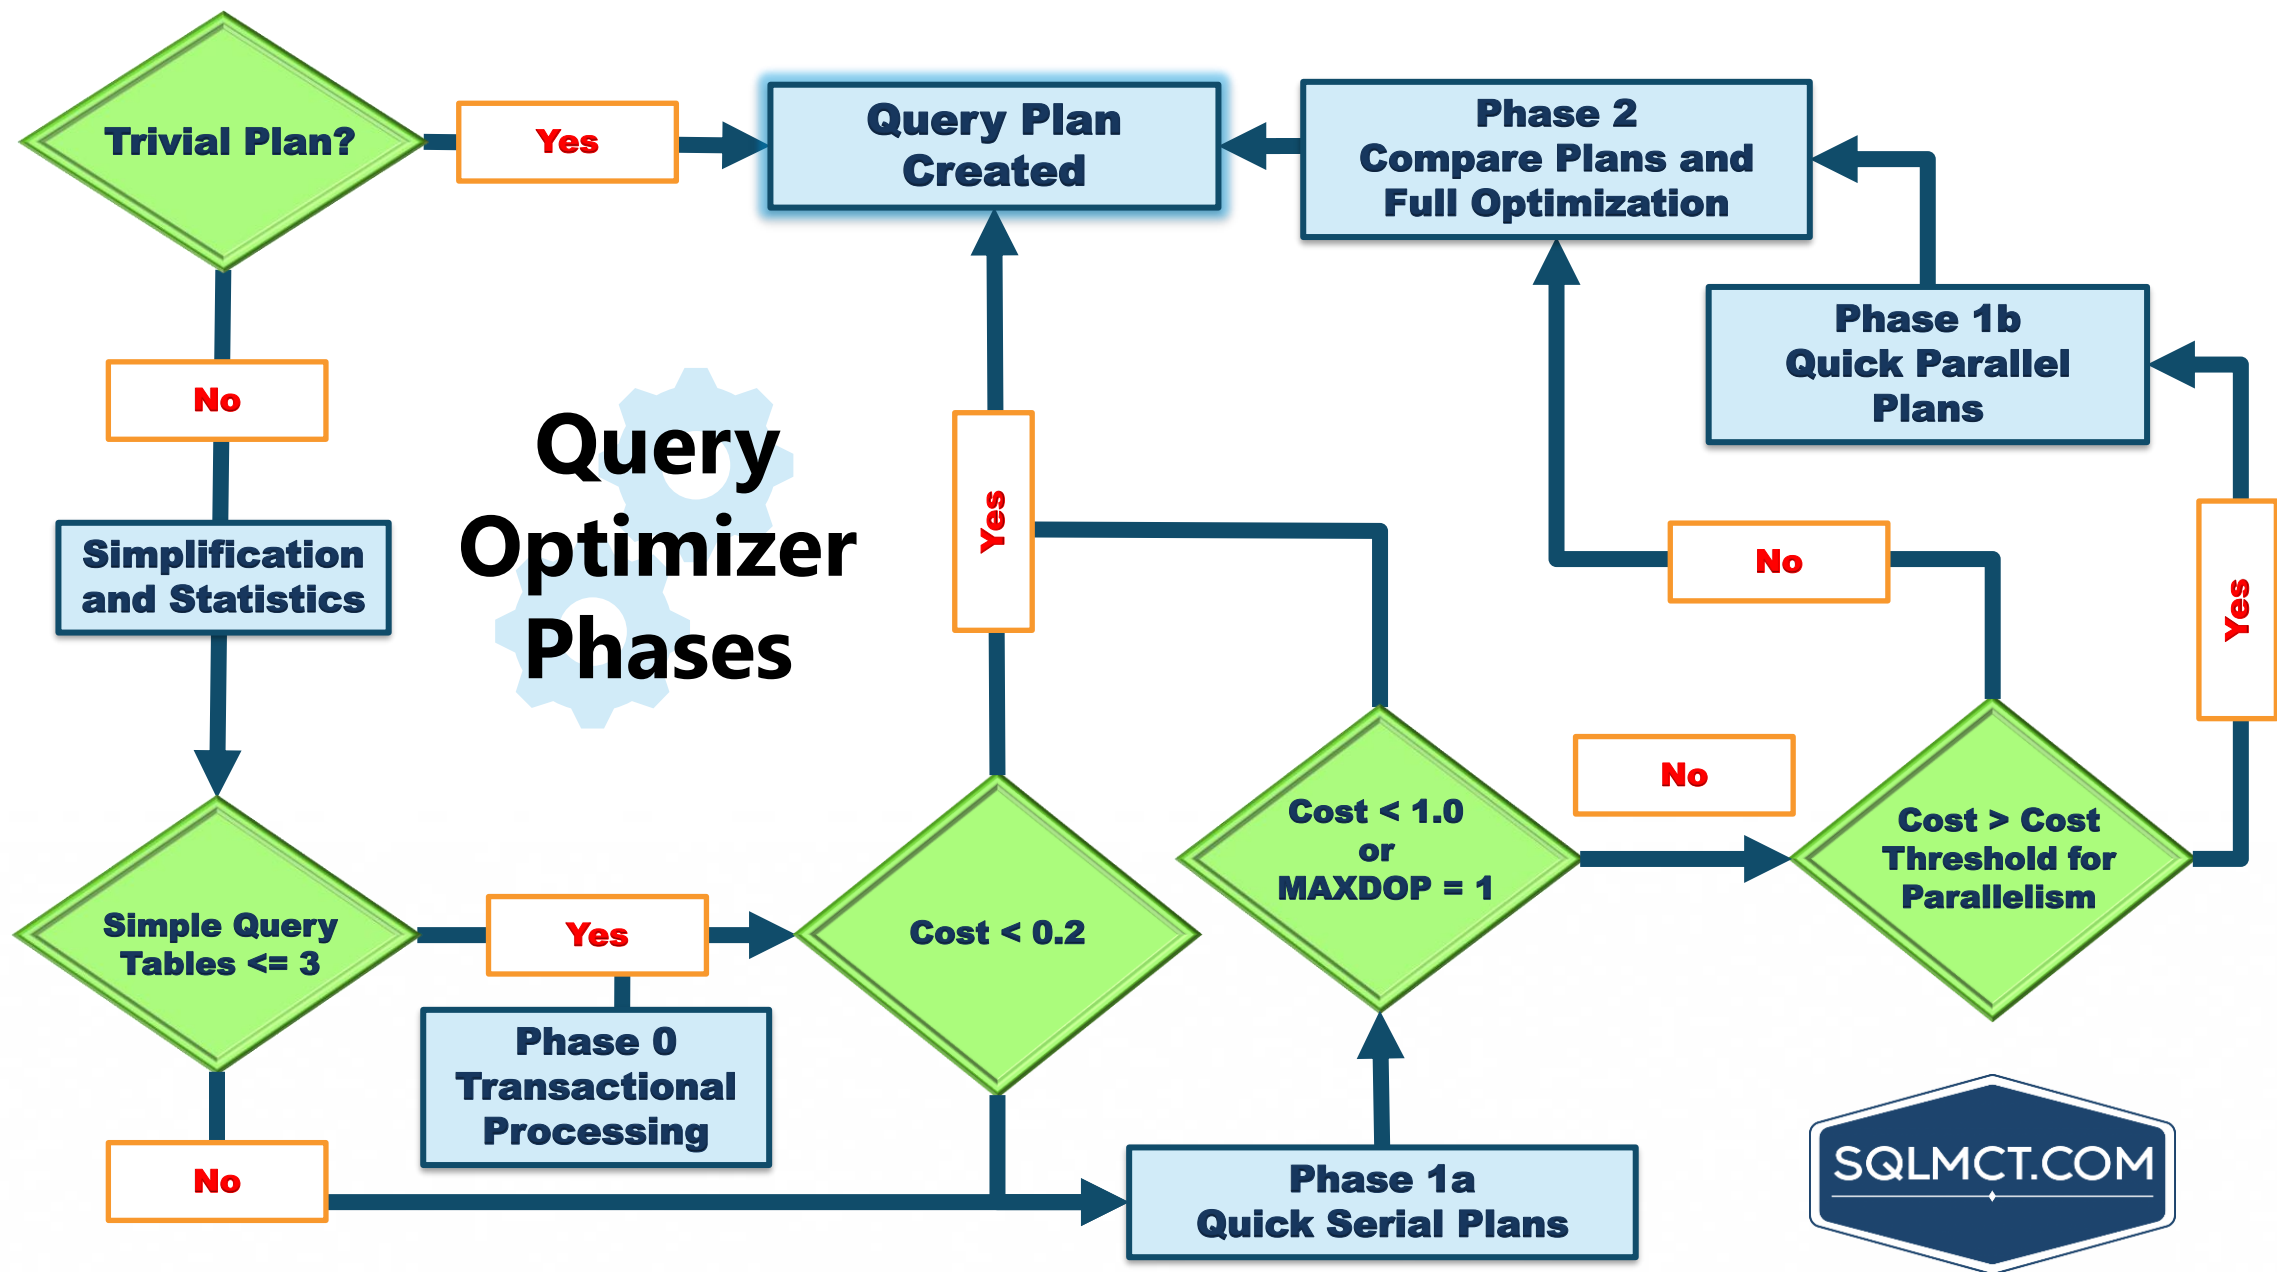 Trivial Plan?
Yes
Query Plan
Created
Phase 2
Compare Plans and
Full Optimization
No
Phase 1b
Quick Parallel
Plans
Query
Optimizer
Phases
Yes
No
Yes
Simplification
and Statistics
No
Cost < 1.0
or
MAXDOP = 1
Cost > Cost
Threshold for
Parallelism
Simple Query
Tables <= 3
Yes
Cost < 0.2
Phase 0
Transactional
Processing
No
Phase 1a
Quick Serial Plans
SQLMCT.COM